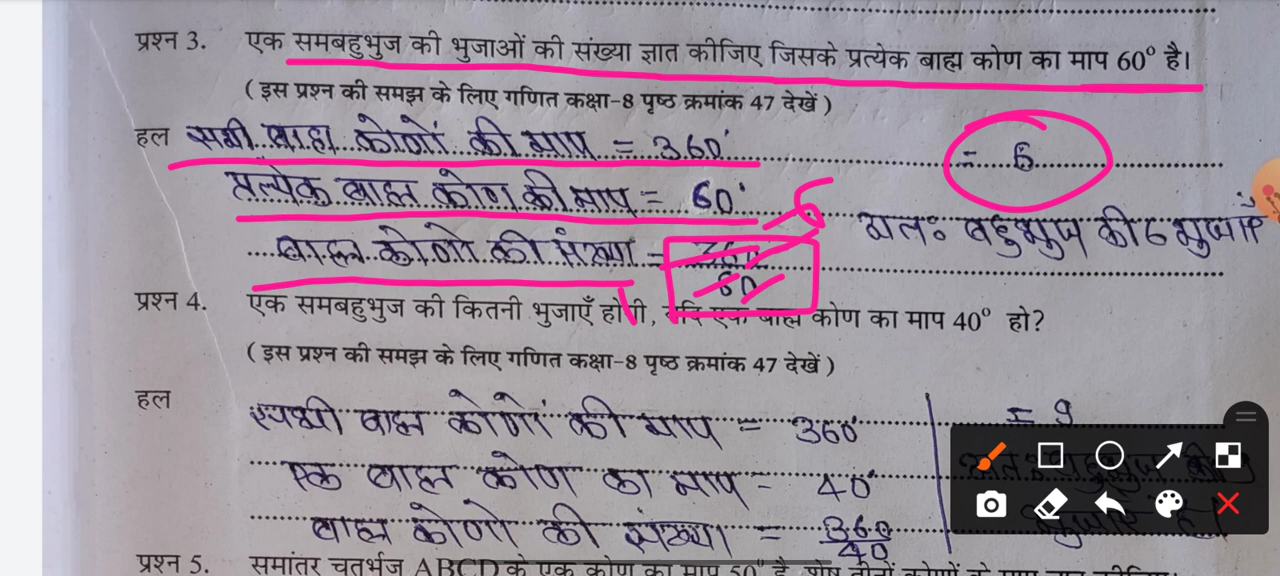 प्रश्न 3. एक समबहुभुज की भुजाओं की संख्या ज्ञात कीजिए जिसके प्रत्येक बाह्य कोण का माप 60° है।
( इस प्रश्न की समझ के लिए गणित कक्षा-8 पृष्ठ क्रमांक 47 देखें )
हल सभी बाह्य कोणों की माप = 360° = 6
प्रत्येक बाह्य कोण की माप = 60° 6
बाह्य कोणो की संख्या = 360/60 अतः बहुभुज की 6 भुजाएँ
प्रश्न 4. एक समबहुभुज की कितनी भुजाएँ होंगी, यदि एक बाह्य कोण का माप 40° हो?
( इस प्रश्न की समझ के लिए गणित कक्षा-8 पृष्ठ क्रमांक 47 देखें )
हल
सभी बाह्य कोणों की माप = 360° = 9
एक बाह्य कोण का माप - 40°
बाह्य कोणो की संख्या = 360/40
प्रश्न 5. समांतर चतुर्भुज ABCD के एक कोण का माप 50° है, शेष तीनों कोणों के माप